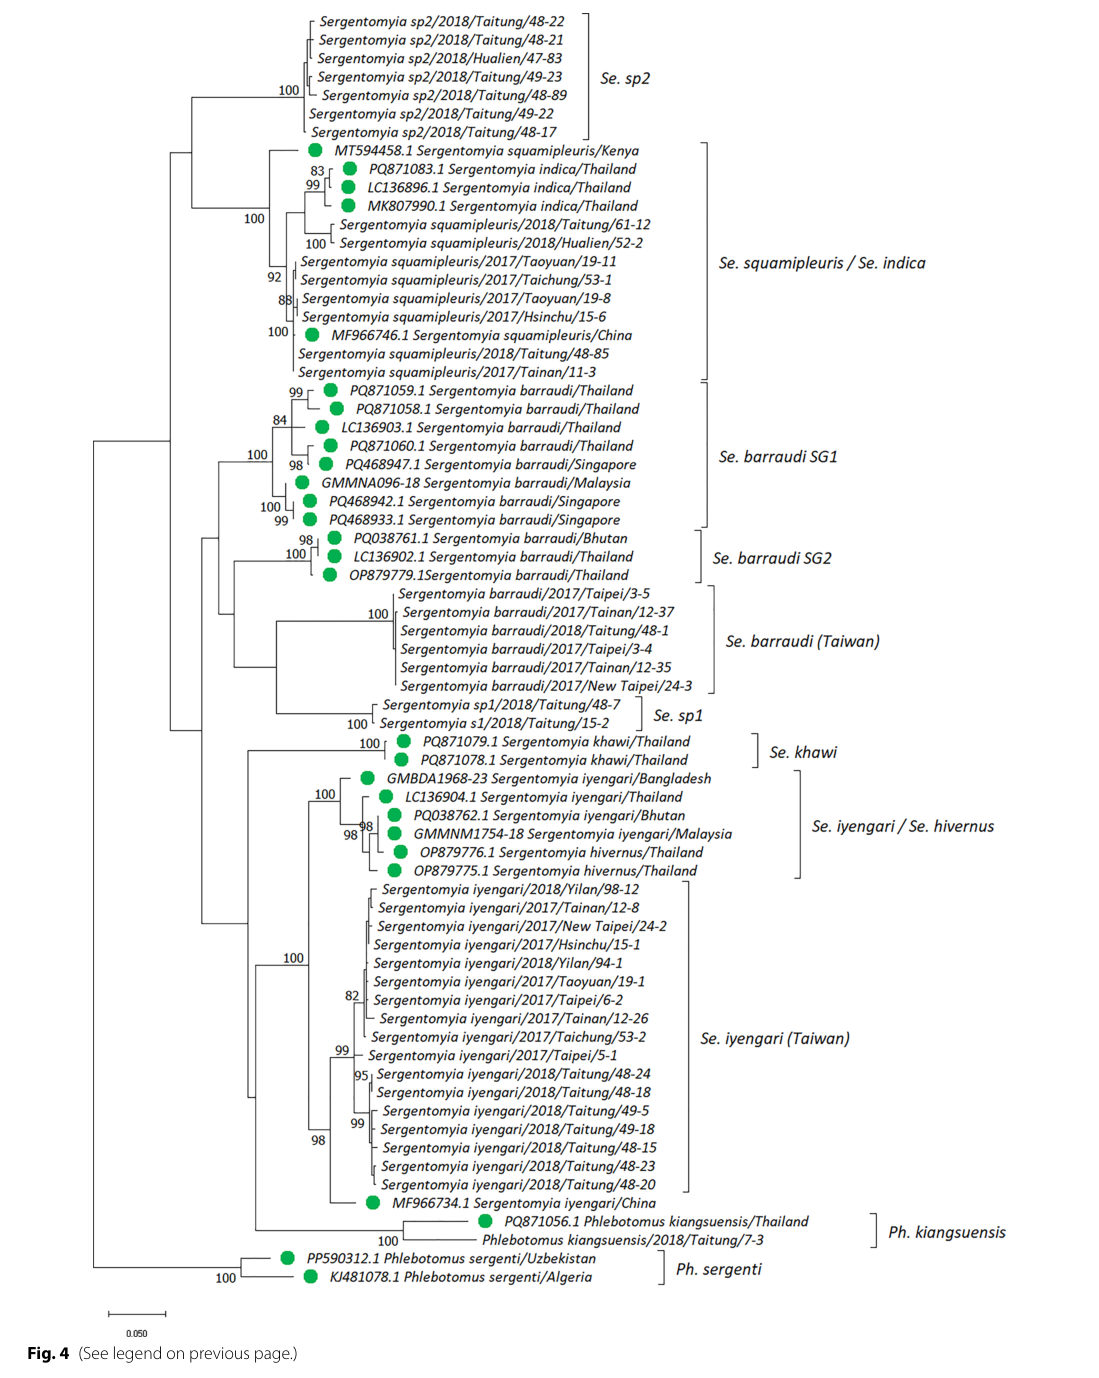 Sergentomyia sp2/2018/Taitung/48-22
Sergentomyia sp2/2018/Taitung/48-21
Sergentomyia sp2/2018/Hualien/47-83
Sergentomyia sp2/2018/Taitung/49-23
Se. sp2
100
Sergentomyia sp2/2018/Taitung/48-89
Sergentomyia sp2/2018/Taitung/49-22
Sergentomyia sp2/2018/Taitung/48-17
MT594458.1 Sergentomyia squamipleuris/Kenya
83
PQ871083.1 Sergentomyia indica/Thailand
99
LC136896.1 Sergentomyia indica/Thailand
MK807990.1 Sergentomyia indica/Thailand
100
Sergentomyia squamipleuris/2018/Taitung/61-12
100
Sergentomyia squamipleuris/2018/Hualien/52-2
Sergentomyia squamipleuris/2017/Taoyuan/19-11
Se. squamipleuris / Se. indica
92
Sergentomyia squamipleuris/2017/Taichung/53-1
88
Sergentomyia squamipleuris/2017/Taoyuan/19-8
Sergentomyia squamipleuris/2017/Hsinchu/15-6
100
MF966746.1 Sergentomyia squamipleuris/China
Sergentomyia squamipleuris/2018/Taitung/48-85
Sergentomyia squamipleuris/2017/Tainan/11-3
99
PQ871059.1 Sergentomyia barraudi/Thailand
PQ871058.1 Sergentomyia barraudi/Thailand
84
LC136903.1 Sergentomyia barraudi/Thailand
PQ871060.1 Sergentomyia barraudi/Thailand
100
Se. barraudi SG1
98
PQ468947.1 Sergentomyia barraudi/Singapore
GMMNA096-18 Sergentomyia barraudi/Malaysia
100
PQ468942.1 Sergentomyia barraudi/Singapore
99
PQ468933.1 Sergentomyia barraudi/Singapore
98
PQ038761.1 Sergentomyia barraudi/Bhutan
100
LC136902.1 Sergentomyia barraudi/Thailand
Se. barraudi SG2
OP879779.1Sergentomyia barraudi/Thailand
Sergentomyia barraudi/2017/Taipei/3-5
100
Sergentomyia barraudi/2017/Tainan/12-37
Sergentomyia barraudi/2018/Taitung/48-1
Se. barraudi (Taiwan)
Sergentomyia barraudi/2017/Taipei/3-4
Sergentomyia barraudi/2017/Tainan/12-35
Sergentomyia barraudi/2017/New Taipei/24-3
Sergentomyia sp1/2018/Taitung/48-7
Se. sp1
100
Sergentomyia s1/2018/Taitung/15-2
100
PQ871079.1 Sergentomyia khawi/Thailand
Se. khawi
PQ871078.1 Sergentomyia khawi/Thailand
GMBDA1968-23 Sergentomyia iyengari/Bangladesh
100
LC136904.1 Sergentomyia iyengari/Thailand
PQ038762.1 Sergentomyia iyengari/Bhutan
Se. iyengari / Se. hivernus
98
98
GMMNM1754-18 Sergentomyia iyengari/Malaysia
OP879776.1 Sergentomyia hivernus/Thailand
OP879775.1 Sergentomyia hivernus/Thailand
Sergentomyia iyengari/2018/Yilan/98-12
Sergentomyia iyengari/2017/Tainan/12-8
Sergentomyia iyengari/2017/New Taipei/24-2
Sergentomyia iyengari/2017/Hsinchu/15-1
100
Sergentomyia iyengari/2018/Yilan/94-1
Sergentomyia iyengari/2017/Taoyuan/19-1
82
Sergentomyia iyengari/2017/Taipei/6-2
Sergentomyia iyengari/2017/Tainan/12-26
Sergentomyia iyengari/2017/Taichung/53-2
Se. iyengari (Taiwan)
99
Sergentomyia iyengari/2017/Taipei/5-1
95
Sergentomyia iyengari/2018/Taitung/48-24
Sergentomyia iyengari/2018/Taitung/48-18
Sergentomyia iyengari/2018/Taitung/49-5
99
Sergentomyia iyengari/2018/Taitung/49-18
98
Sergentomyia iyengari/2018/Taitung/48-15
Sergentomyia iyengari/2018/Taitung/48-23
Sergentomyia iyengari/2018/Taitung/48-20
MF966734.1 Sergentomyia iyengari/China
PQ871056.1 Phlebotomus kiangsuensis/Thailand
Ph. kiangsuensis
100
Phlebotomus kiangsuensis/2018/Taitung/7-3
PP590312.1 Phlebotomus sergenti/Uzbekistan
Ph. sergenti
100
KJ481078.1 Phlebotomus sergenti/Algeria
0.050
Fig. 4 (See legend on previous page.)